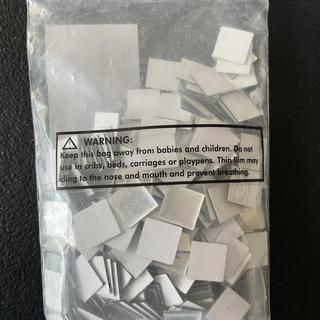 WARNING:
Keep this bag away from babies and children. Do not
use in cribs, beds, carriages or playpens. Thin film may
cling to the nose and mouth and prevent breathing.